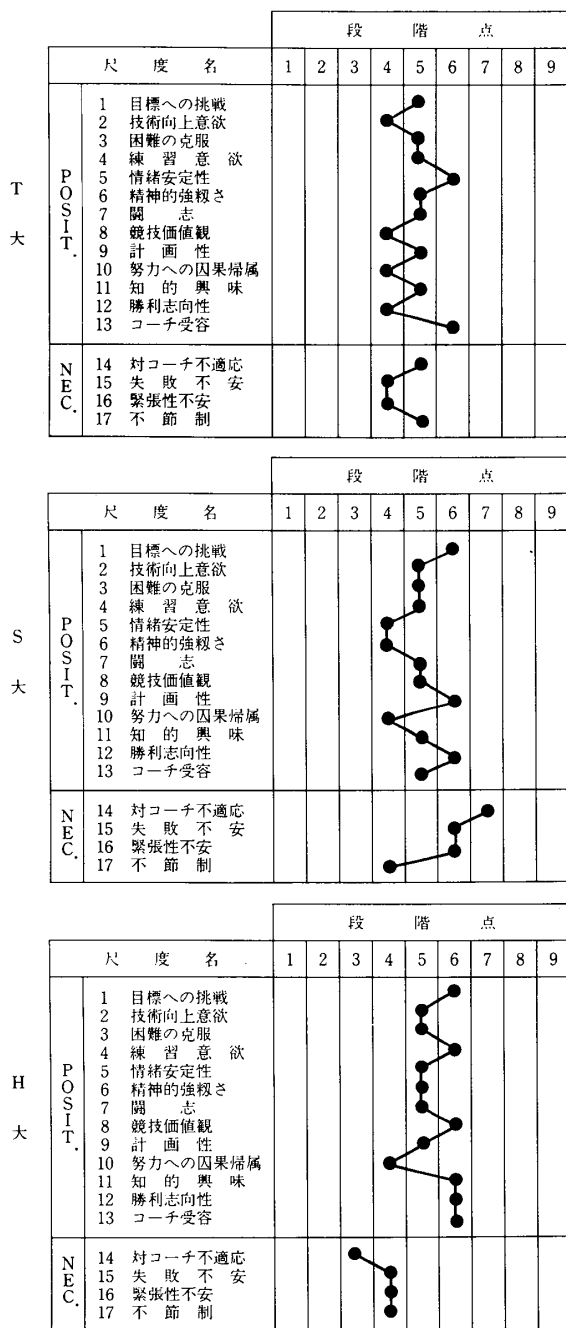 段階点
尺度名 1 2 3 4 5 6 7 8 9
T大
POSIT.
1 目標への挑戦
2 技術向上意欲
3 困難の克服
4 練習意欲
5 情緒安定性
6 精神的強靱さ
7 闘志
8 競技価値観
9 計画性
10 努力への因果帰属
11 知的興味
12 勝利志向性
13 コーチ受容
NEC.
14 対コーチ不適応
15 失敗不安
16 緊張性不安
17 不節制
段階点
尺度名 1 2 3 4 5 6 7 8 9
S大
POSIT.
1 目標への挑戦
2 技術向上意欲
3 困難の克服
4 練習意欲
5 情緒安定性
6 精神的強靱さ
7 闘志
8 競技価値観
9 計画性
10 努力への因果帰属
11 知的興味
12 勝利志向性
13 コーチ受容
NEC.
14 対コーチ不適応
15 失敗不安
16 緊張性不安
17 不節制
段階点
尺度名 1 2 3 4 5 6 7 8 9
H大
POSIT.
1 目標への挑戦
2 技術向上意欲
3 困難の克服
4 練習意欲
5 情緒安定性
6 精神的強靱さ
7 闘志
8 競技価値観
9 計画性
10 努力への因果帰属
11 知的興味
12 勝利志向性
13 コーチ受容
NEC.
14 対コーチ不適応
15 失敗不安
16 緊張性不安
17 不節制